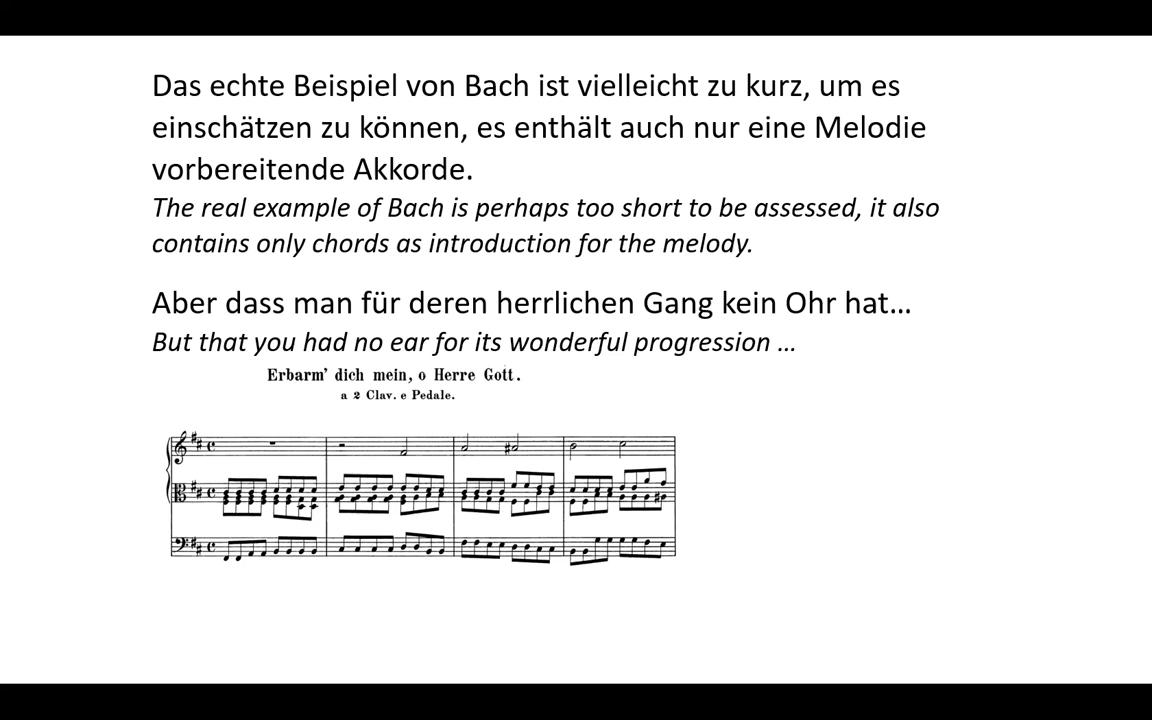 Das echte Beispiel von Bach ist vielleicht zu kurz, um es
einschätzen zu können, es enthält auch nur eine Melodie
vorbereitende Akkorde.
The real example of Bach is perhaps too short to be assessed, it also
contains only chords as introduction for the melody.
Aber dass man für deren herrlichen Gang kein Ohr hat…
But that you had no ear for its wonderful progression …
Erbarm' dich mein, o Herre Gott.
a 2 Clav. e Pedale.